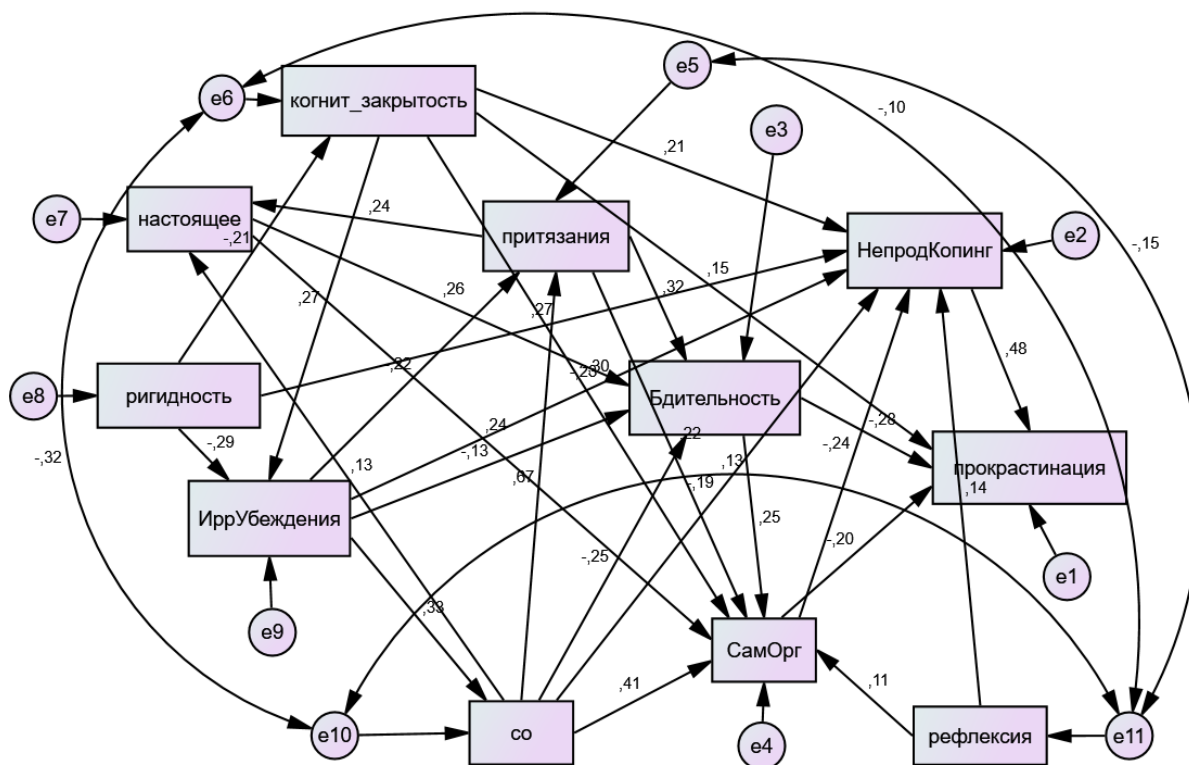 e5
e6
когнит_закрытость
-,10
e3
,21
e7
настоящее
,24
притязания
НепродКопинг
e2
-,15
-,21
,15
,32
,27
,26
,27
,48
e8
ригидность
,22
-,23
,30
Бдительность
-,28
-,29
,24
,22
-,24
-,32
-,13
,13
прокрастинация
,13
,67
-,19
,14
ИррУбеждения
,25
-,20
-,25
e1
,33
e9
СамОрг
,41
,11
e10
со
e4
рефлексия
e11